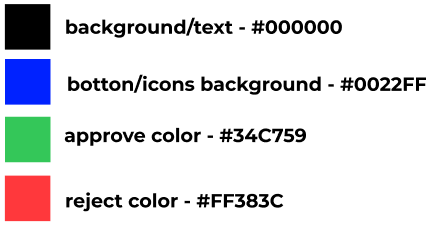 background/text - #000000
botton/icons background - #0022FF
approve color - #34C759
reject color - #FF383C